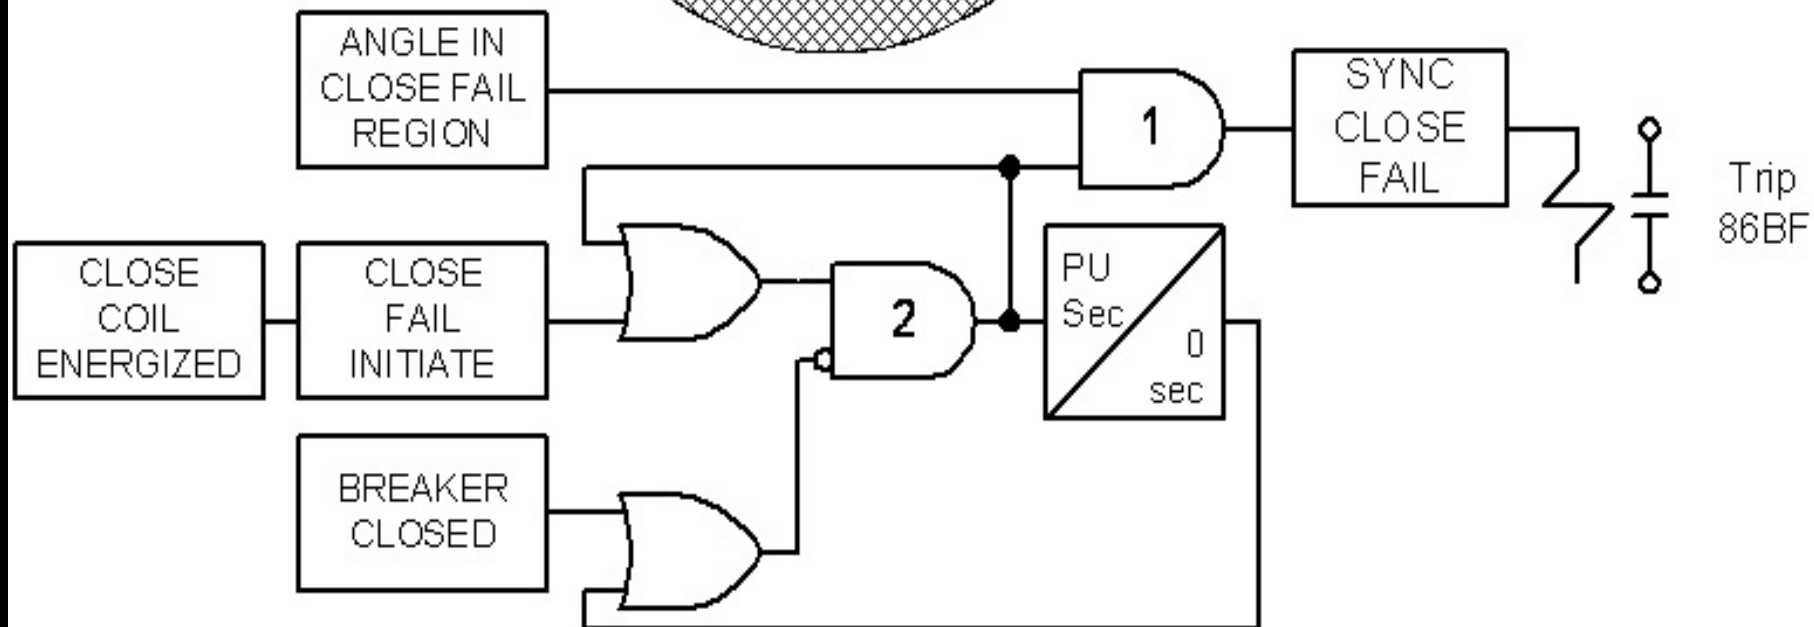 ANGLE IN
CLOSE FAIL
REGION
1
SYNC
CLOSE
FAIL
Trip
86BF
CLOSE
COIL
ENERGIZED
CLOSE
FAIL
INITIATE
2
PU
Sec
0
sec
BREAKER
CLOSED